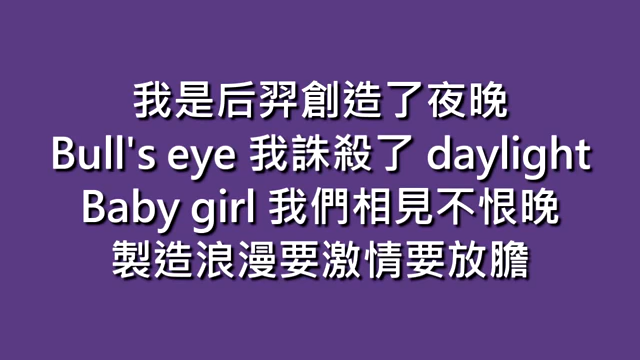 我是后羿創造了夜晚
Bull's eye 我誅殺了 daylight
Baby girl 我們相見不恨晚
製造浪漫要激情要放膽